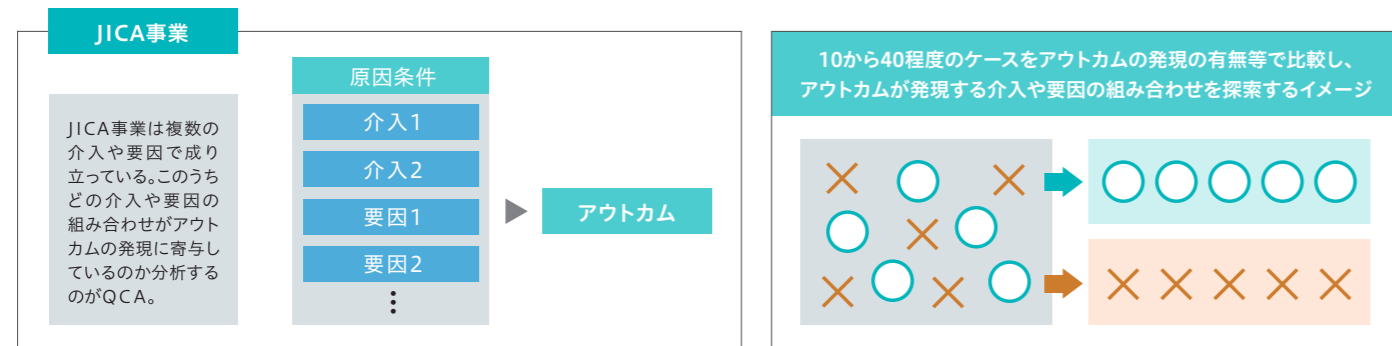 JICA事業
JICA事業は複数の
介入や要因で成り
立っている。このうち
どの介入や要因の
組み合わせがアウト
カムの発現に寄与し
ているのか分析する
のがQCA。
原因条件
介入1
介入2
要因1
要因2
⋮
アウトカム
10から40程度のケースをアウトカムの発現の有無等で比較し、
アウトカムが発現する介入や要因の組み合わせを探索するイメージ